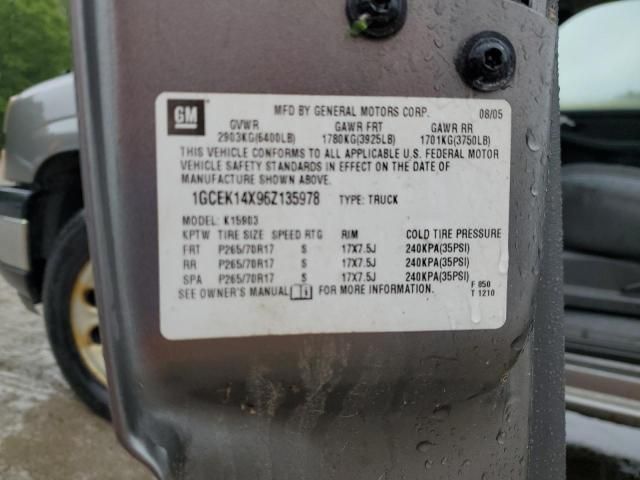 GM
MFD BY GENERAL MOTORS CORP. 08/05
GVWR GAWR FRT GAWR RR
2903KG(6400LB) 1780KG(3925LB) 1701KG(3750LB)
THIS VEHICLE CONFORMS TO ALL APPLICABLE U.S. FEDERAL MOTOR
VEHICLE SAFETY STANDARDS IN EFFECT ON THE DATE OF
MANUFACTURE SHOWN ABOVE.
1GCEK14X96Z135978 TYPE: TRUCK
MODEL: K15903
KPTW TIRE SIZE SPEED RTG RIM COLD TIRE PRESSURE
FRT P265/70R17 S 17X7.5J 240KPA(35PSI)
RR P265/70R17 S 17X7.5J 240KPA(35PSI)
SPA P265/70R17 S 17X7.5J 240KPA(35PSI)
SEE OWNER'S MANUAL FOR MORE INFORMATION.
F 850
T 1210